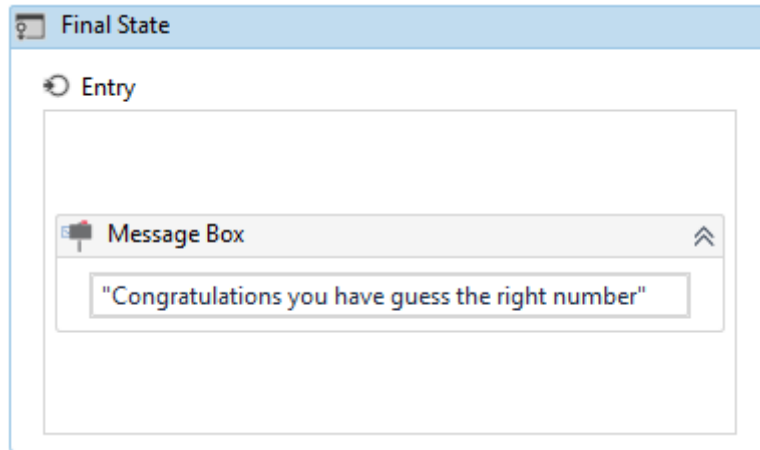 Final State
Entry
Message Box
"Congratulations you have guess the right number"